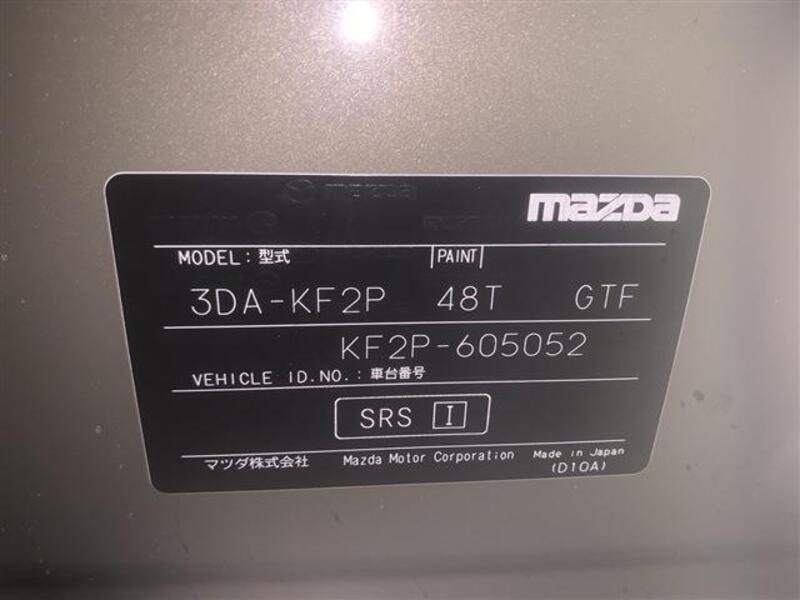 mazda
MODEL : 型式 PAINT
3DA-KF2P 48T GTF
KF2P-605052
VEHICLE ID.NO. : 車台番号
SRS I
マツダ株式会社 Mazda Motor Corporation Made in Japan
(D10A)